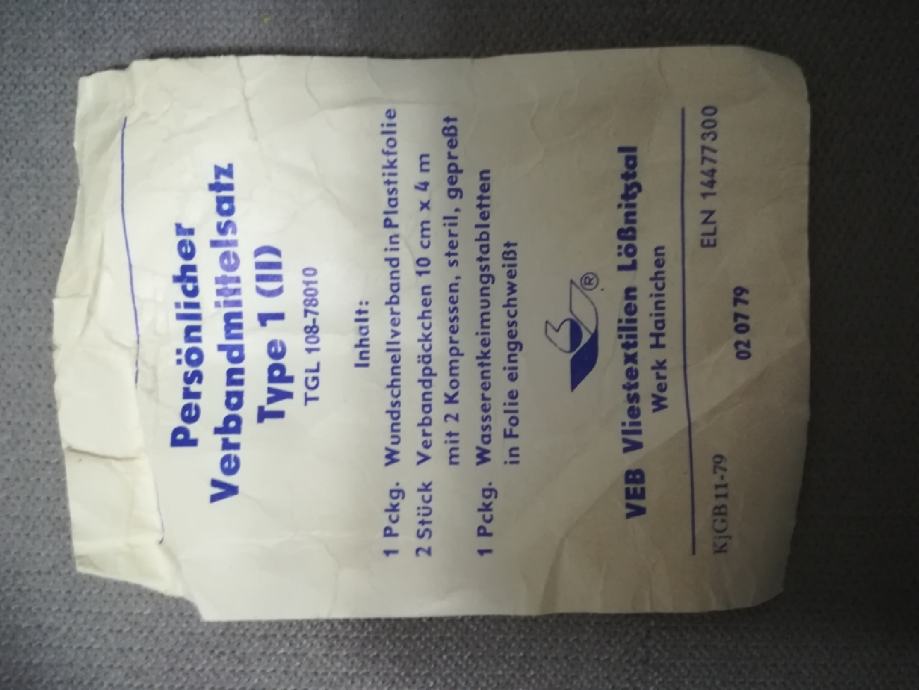 Persönlicher
Verbandmittelsatz
Type 1 (II)
TGL 108-78010
Inhalt:
1 Pckg. Wundschnellverband in Plastikfolie
2 Stück Verbandpäckchen 10 cm x 4 m
mit 2 Kompressen, steril, gepreßt
1 Pckg. Wasserentkeimungstabletten
in Folie eingeschweißt
®
VEB Vliestextilien Lößnitztal
Werk Hainichen
KjGB 11-79 02 07 79 ELN 14477300